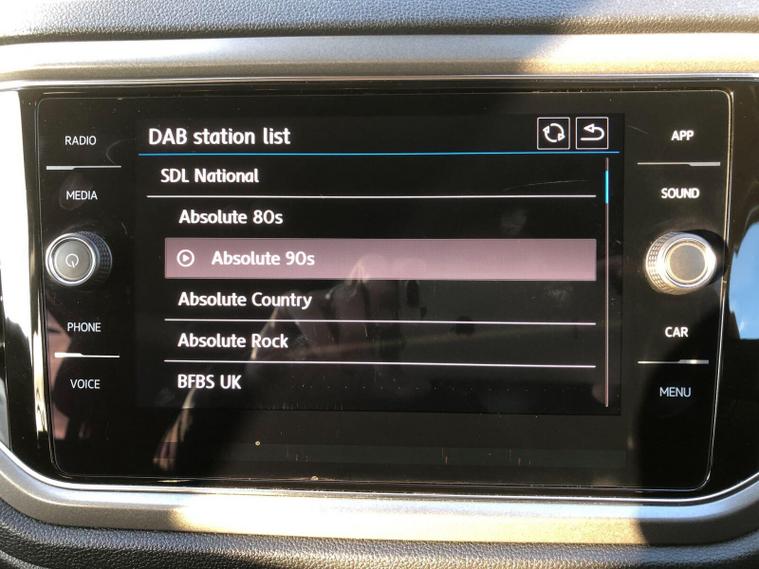 RADIO
MEDIA
PHONE
VOICE
DAB station list
SDL National
Absolute 80s
Absolute 90s
Absolute Country
Absolute Rock
BFBS UK
APP
SOUND
CAR
MENU